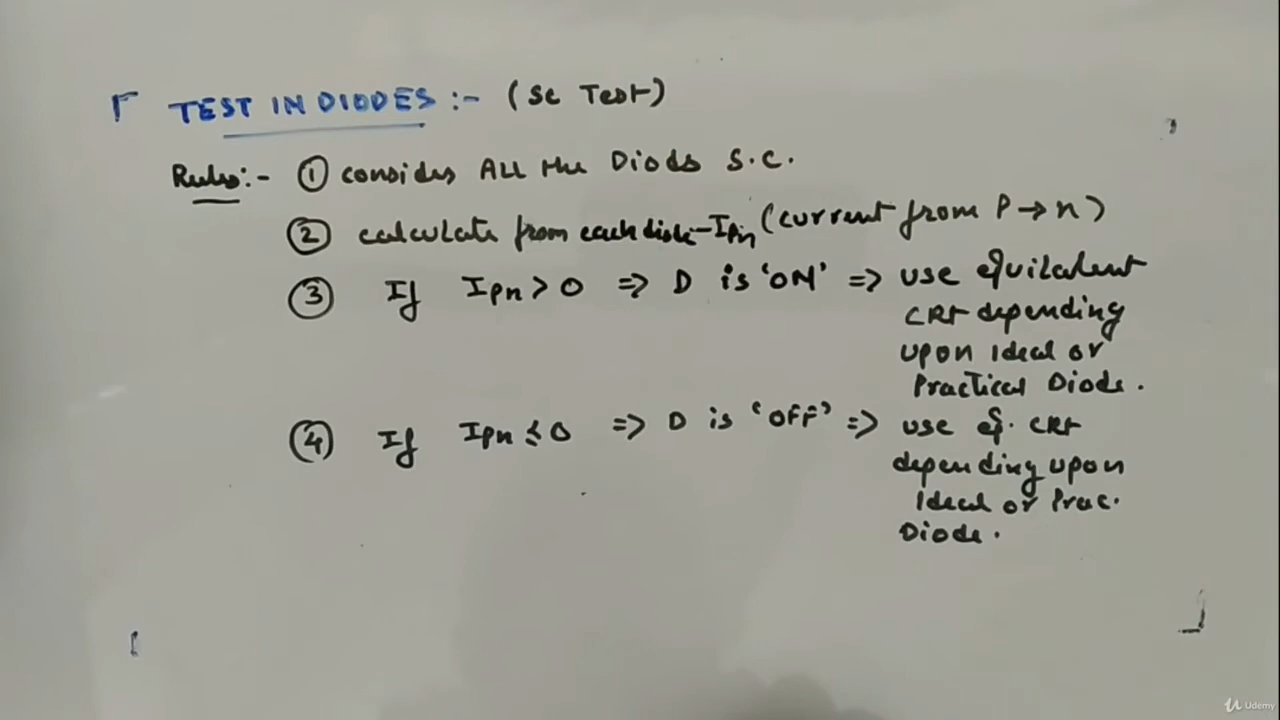 TEST IN DIODES :- (SC Test)
Rules:- ① consider ALL the Diods S.C.
② calculate from each diode - Ipn (current from P → n)
③ If Ipn > 0 ⇒ D is 'ON' ⇒ use equilalent
CRT depending
upon Ideal or
Practical Diode.
④ If Ipn ≤ 0 ⇒ D is 'OFF' ⇒ use eq. CRT
depending upon
Ideal or Prac.
Diode.
Udemy